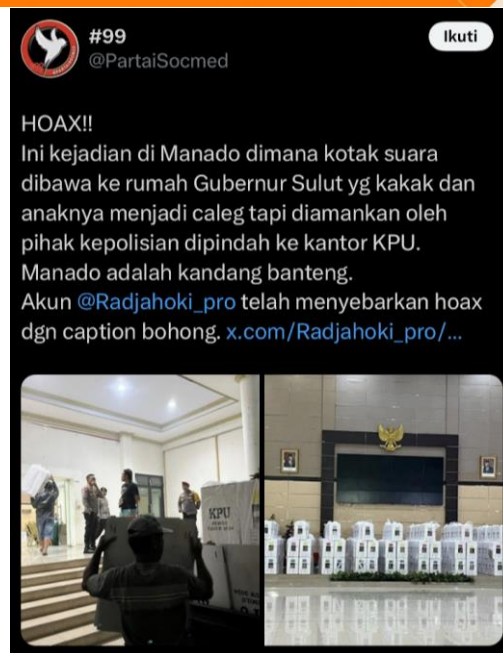 #99
@PartaiSocmed
Ikuti
HOAX!!
Ini kejadian di Manado dimana kotak suara
dibawa ke rumah Gubernur Sulut yg kakak dan
anaknya menjadi caleg tapi diamankan oleh
pihak kepolisian dipindah ke kantor KPU.
Manado adalah kandang banteng.
Akun @Radjahoki_pro telah menyebarkan hoax
dgn caption bohong. x.com/Radjahoki_pro/...
KPU